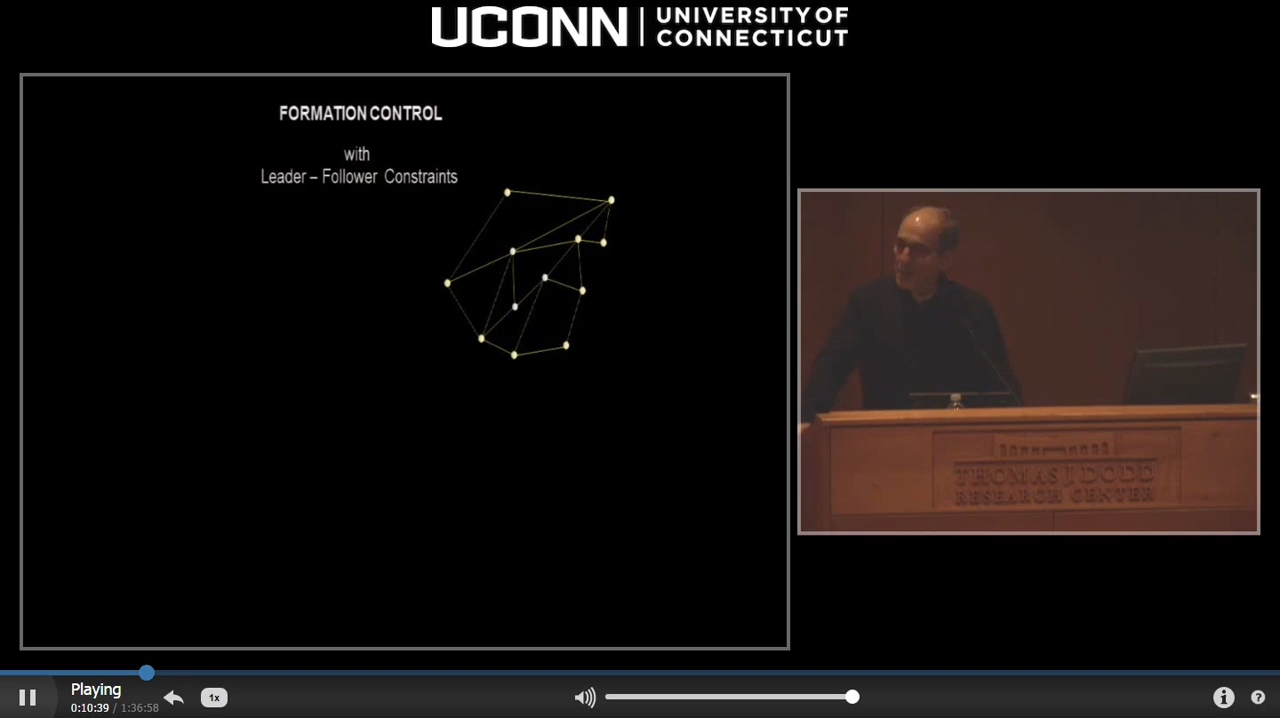 UCONN
UNIVERSITY OF
CONNECTICUT
FORMATION CONTROL
with
Leader – Follower Constraints
THOMAS J. DODD
RESEARCH CENTER
Playing
0:10:39 / 1:36:58
1x